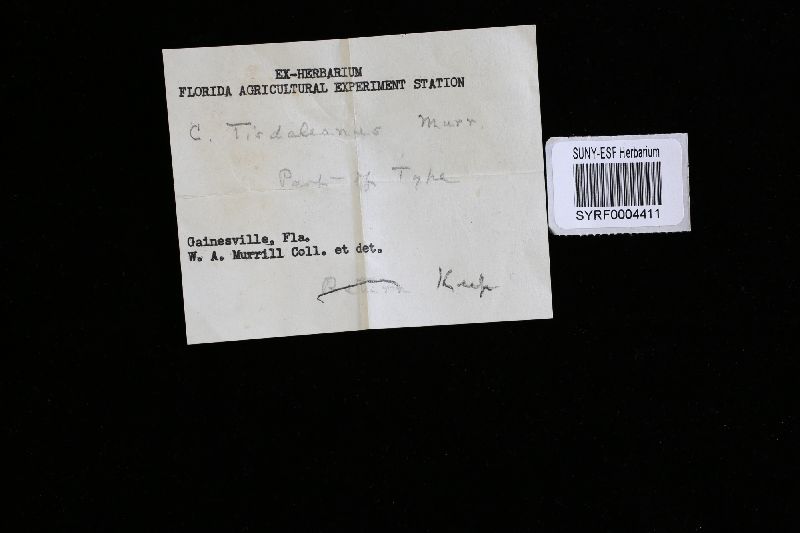 EX-HERBARIUM
FLORIDA AGRICULTURAL EXPERIMENT STATION
C. Tisdaleanus Murr.
Part of Type
Gainesville, Fla.
W. A. Murrill Coll. et det.
Return Keep
SUNY-ESF Herbarium
SYRF0004411